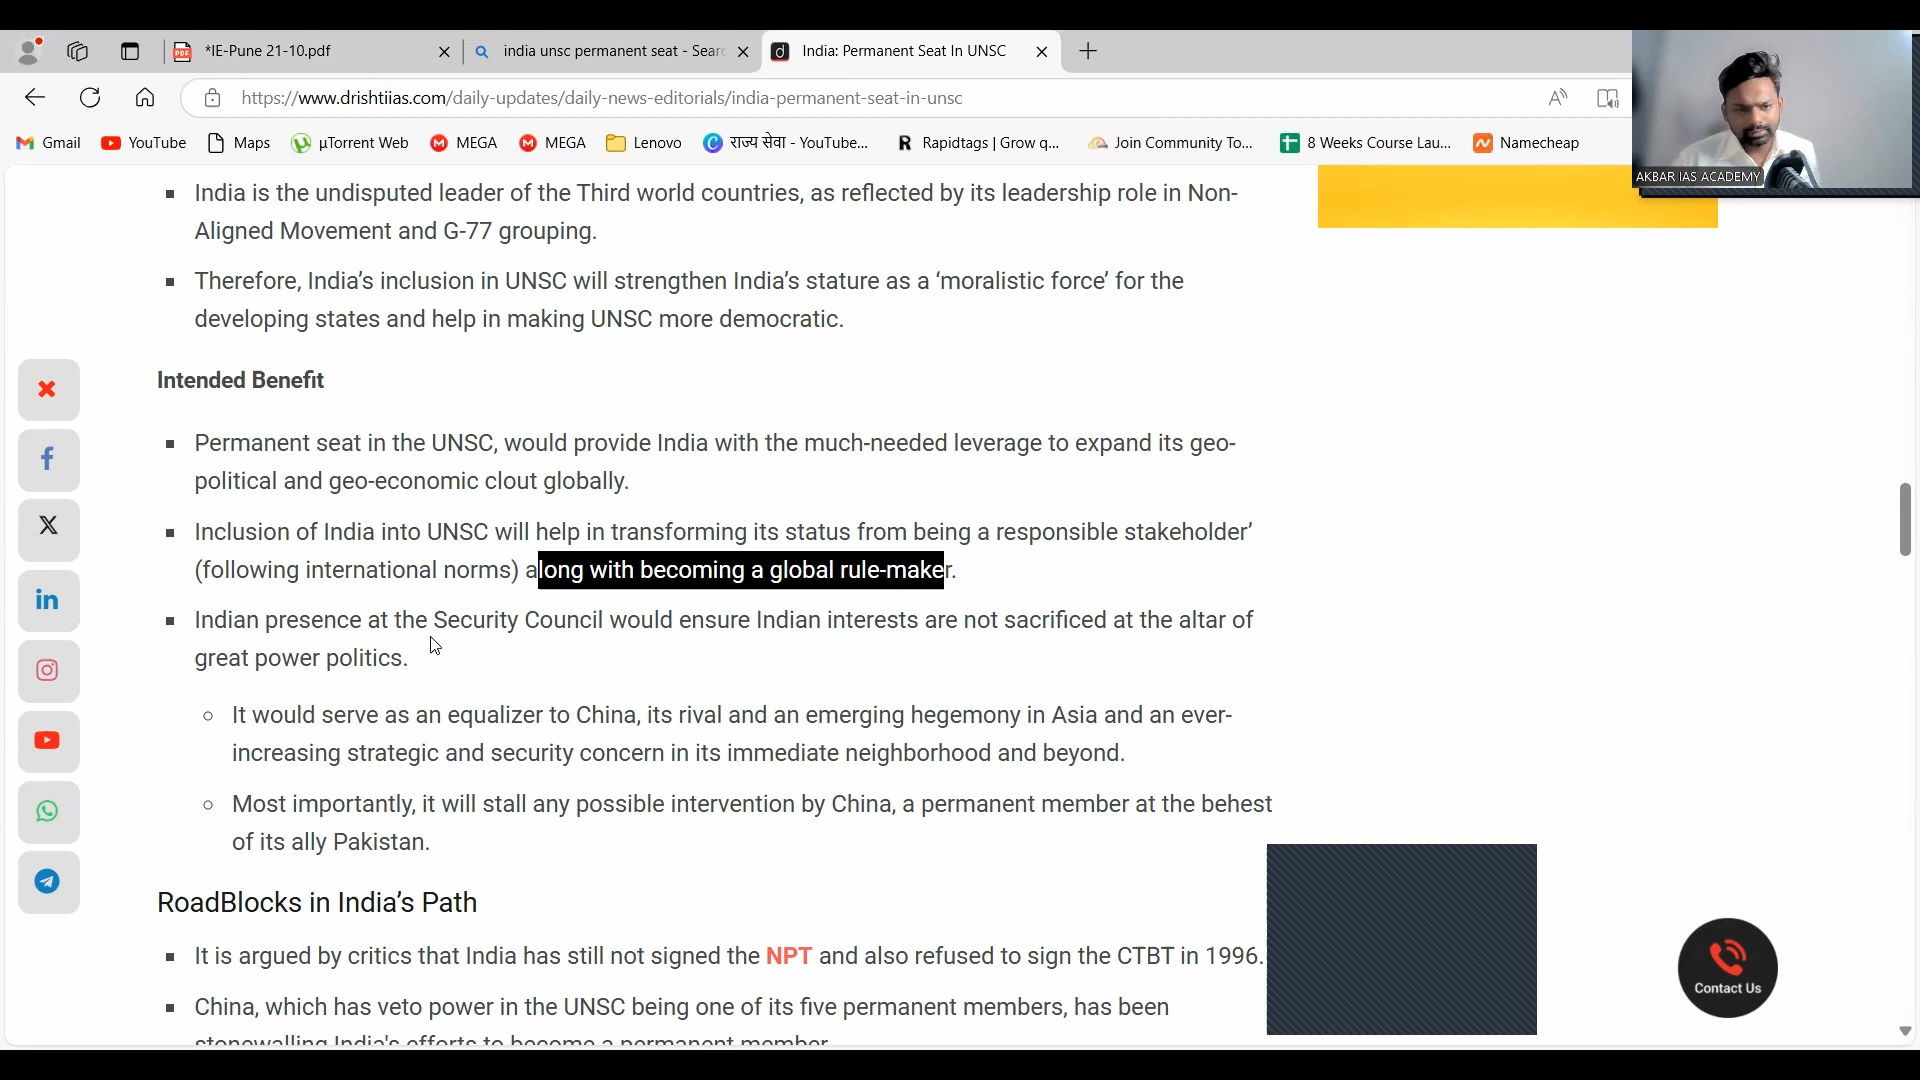 *IE-Pune 21-10.pdf
india unsc permanent seat - Searc
India: Permanent Seat In UNSC
https://www.drishtiias.com/daily-updates/daily-news-editorials/india-permanent-seat-in-unsc
Gmail YouTube Maps µTorrent Web MEGA MEGA Lenovo राज्य सेवा - YouTube... Rapidtags | Grow q... Join Community To... 8 Weeks Course Lau... Namecheap
AKBAR IAS ACADEMY
India is the undisputed leader of the Third world countries, as reflected by its leadership role in Non-
Aligned Movement and G-77 grouping.
Therefore, India’s inclusion in UNSC will strengthen India’s stature as a ‘moralistic force’ for the
developing states and help in making UNSC more democratic.
Intended Benefit
Permanent seat in the UNSC, would provide India with the much-needed leverage to expand its geo-
political and geo-economic clout globally.
Inclusion of India into UNSC will help in transforming its status from being a responsible stakeholder’
(following international norms) along with becoming a global rule-maker.
Indian presence at the Security Council would ensure Indian interests are not sacrificed at the altar of
great power politics.
It would serve as an equalizer to China, its rival and an emerging hegemony in Asia and an ever-
increasing strategic and security concern in its immediate neighborhood and beyond.
Most importantly, it will stall any possible intervention by China, a permanent member at the behest
of its ally Pakistan.
RoadBlocks in India’s Path
It is argued by critics that India has still not signed the NPT and also refused to sign the CTBT in 1996.
China, which has veto power in the UNSC being one of its five permanent members, has been
stonewalling India's efforts to become a permanent member.
Contact Us